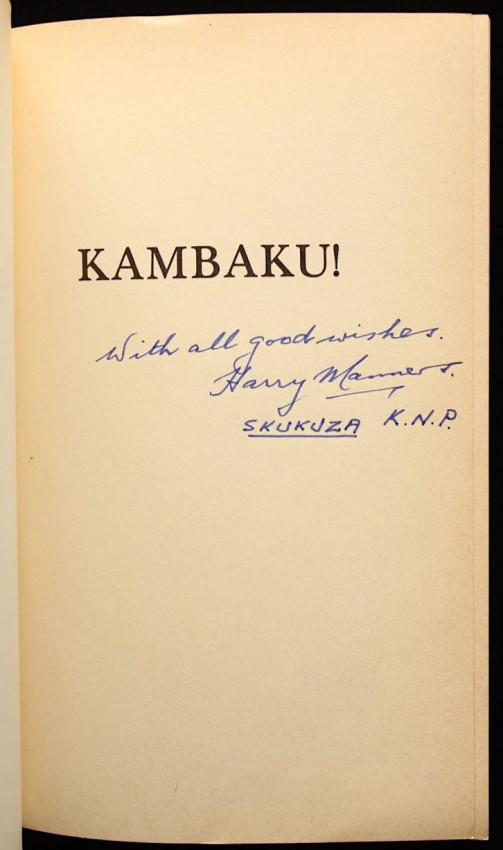 KAMBAKU!
With all good wishes.
Harry Manners.
SKUKUZA K.N.P.